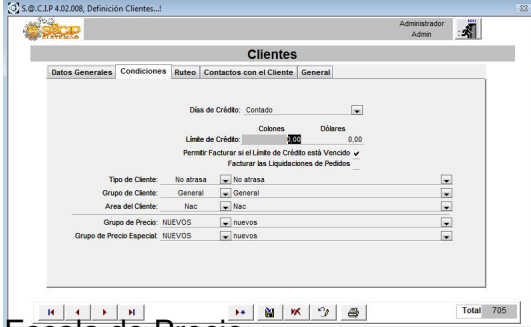 S.@.C.I.P 4.02.008, Definición Clientes...!
SACIP
SISTEMAS
Administrador
Admin
Clientes
Datos Generales Condiciones Ruteo Contactos con el Cliente General
Días de Crédito: Contado
Colones Dólares
Límite de Crédito: 0,00 0,00
Permitir Facturar si el Límite de Crédito está Vencido
Facturar las Liquidaciones de Pedidos
Tipo de Cliente: No atrasa No atrasa
Grupo de Cliente: General General
Area del Cliente: Nac Nac
Grupo de Precio: NUEVOS nuevos
Grupo de Precio Especial: NUEVOS nuevos
Total 705
Escala de Precio